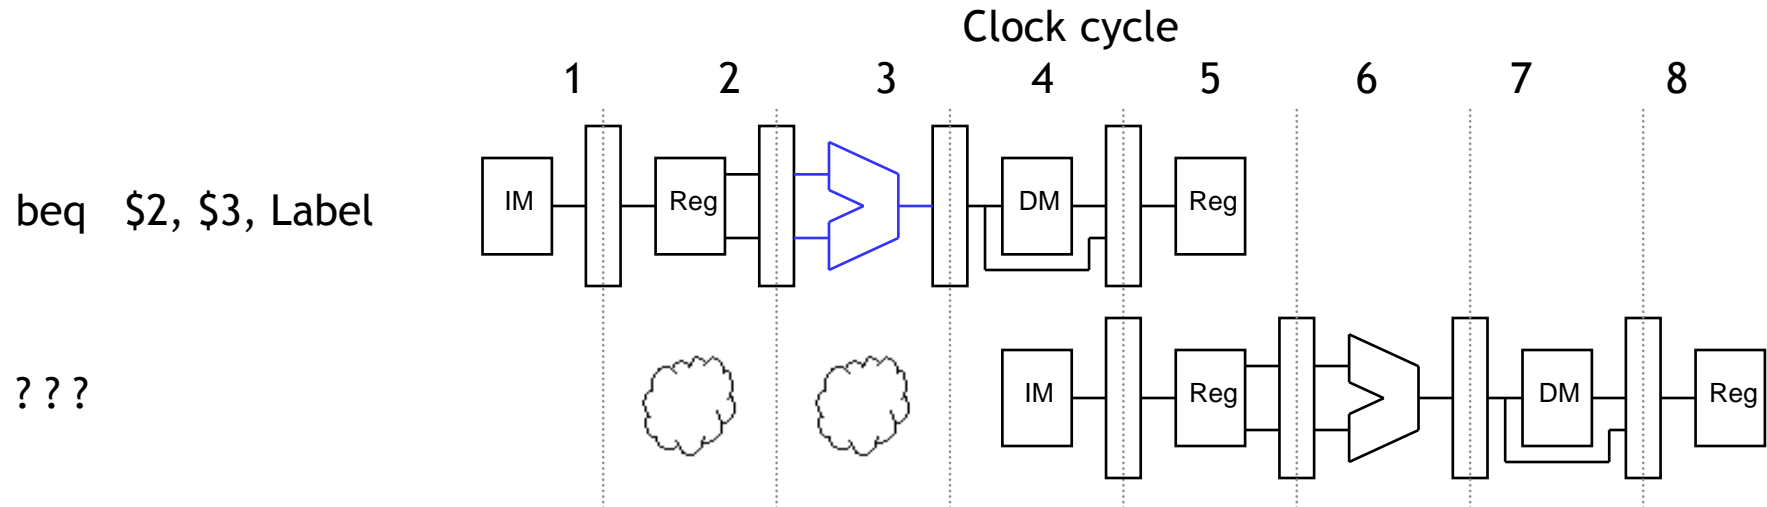 Clock cycle
1 2 3 4 5 6 7 8
beq $2, $3, Label IM Reg DM Reg
? ? ? IM Reg DM Reg